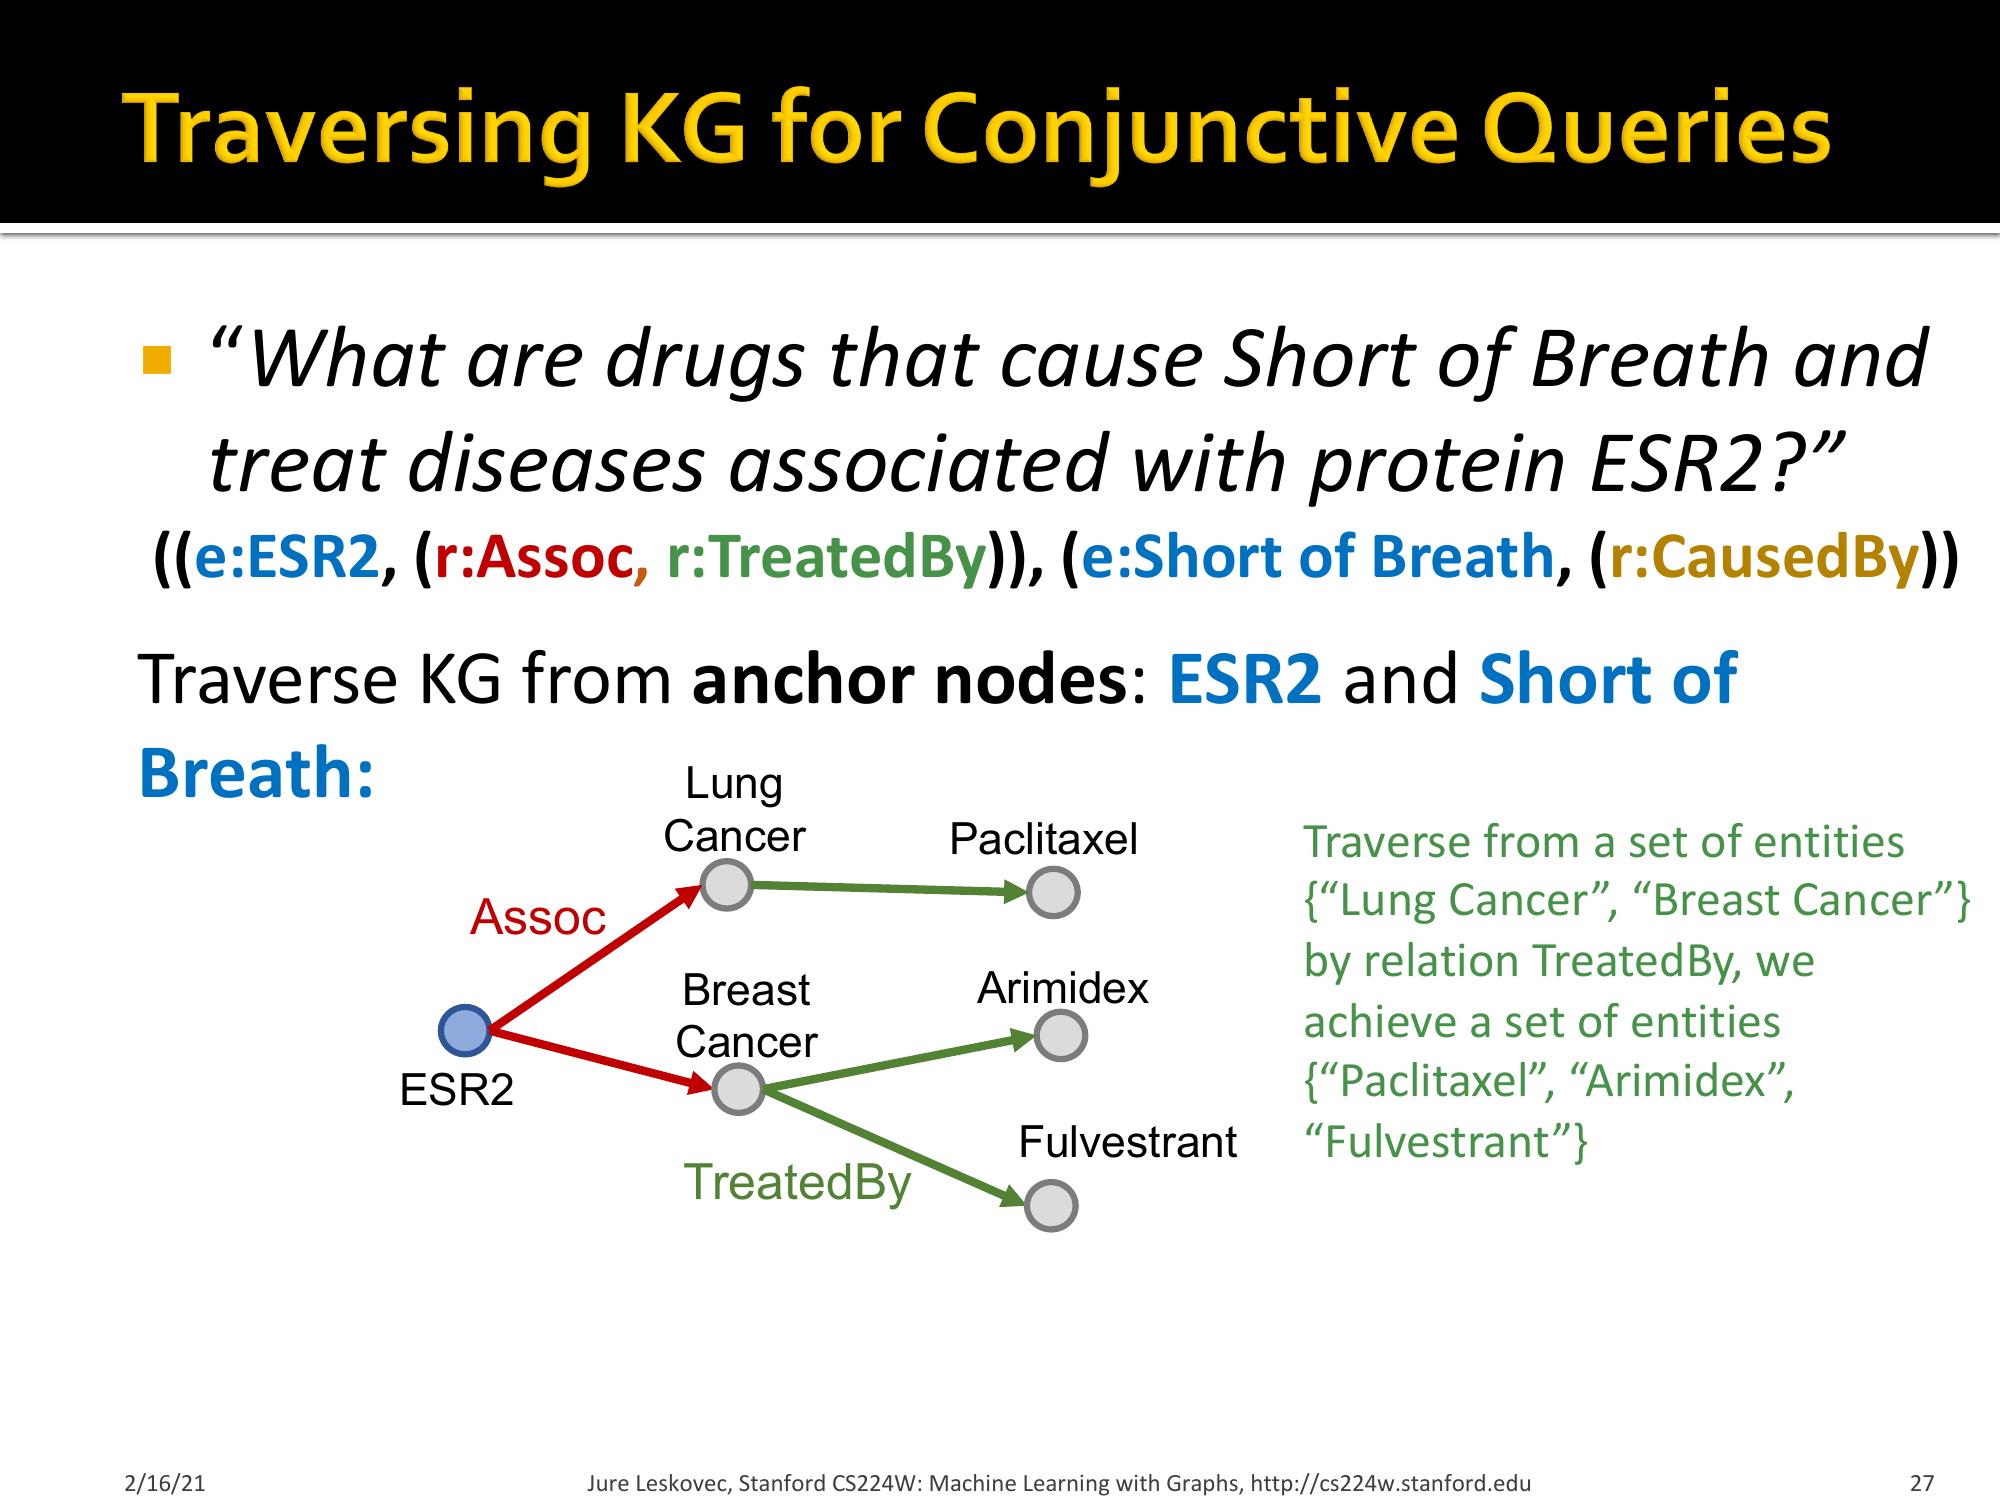 Traversing KG for Conjunctive Queries
“What are drugs that cause Short of Breath and
treat diseases associated with protein ESR2?”
((e:ESR2, (r:Assoc, r:TreatedBy)), (e:Short of Breath, (r:CausedBy))
Traverse KG from anchor nodes: ESR2 and Short of
Breath:
Lung
Cancer
Paclitaxel
Assoc
Breast
Cancer
Arimidex
ESR2
Fulvestrant
TreatedBy
Traverse from a set of entities
{“Lung Cancer”, “Breast Cancer”}
by relation TreatedBy, we
achieve a set of entities
{“Paclitaxel”, “Arimidex”,
“Fulvestrant”}
2/16/21
Jure Leskovec, Stanford CS224W: Machine Learning with Graphs, http://cs224w.stanford.edu
27